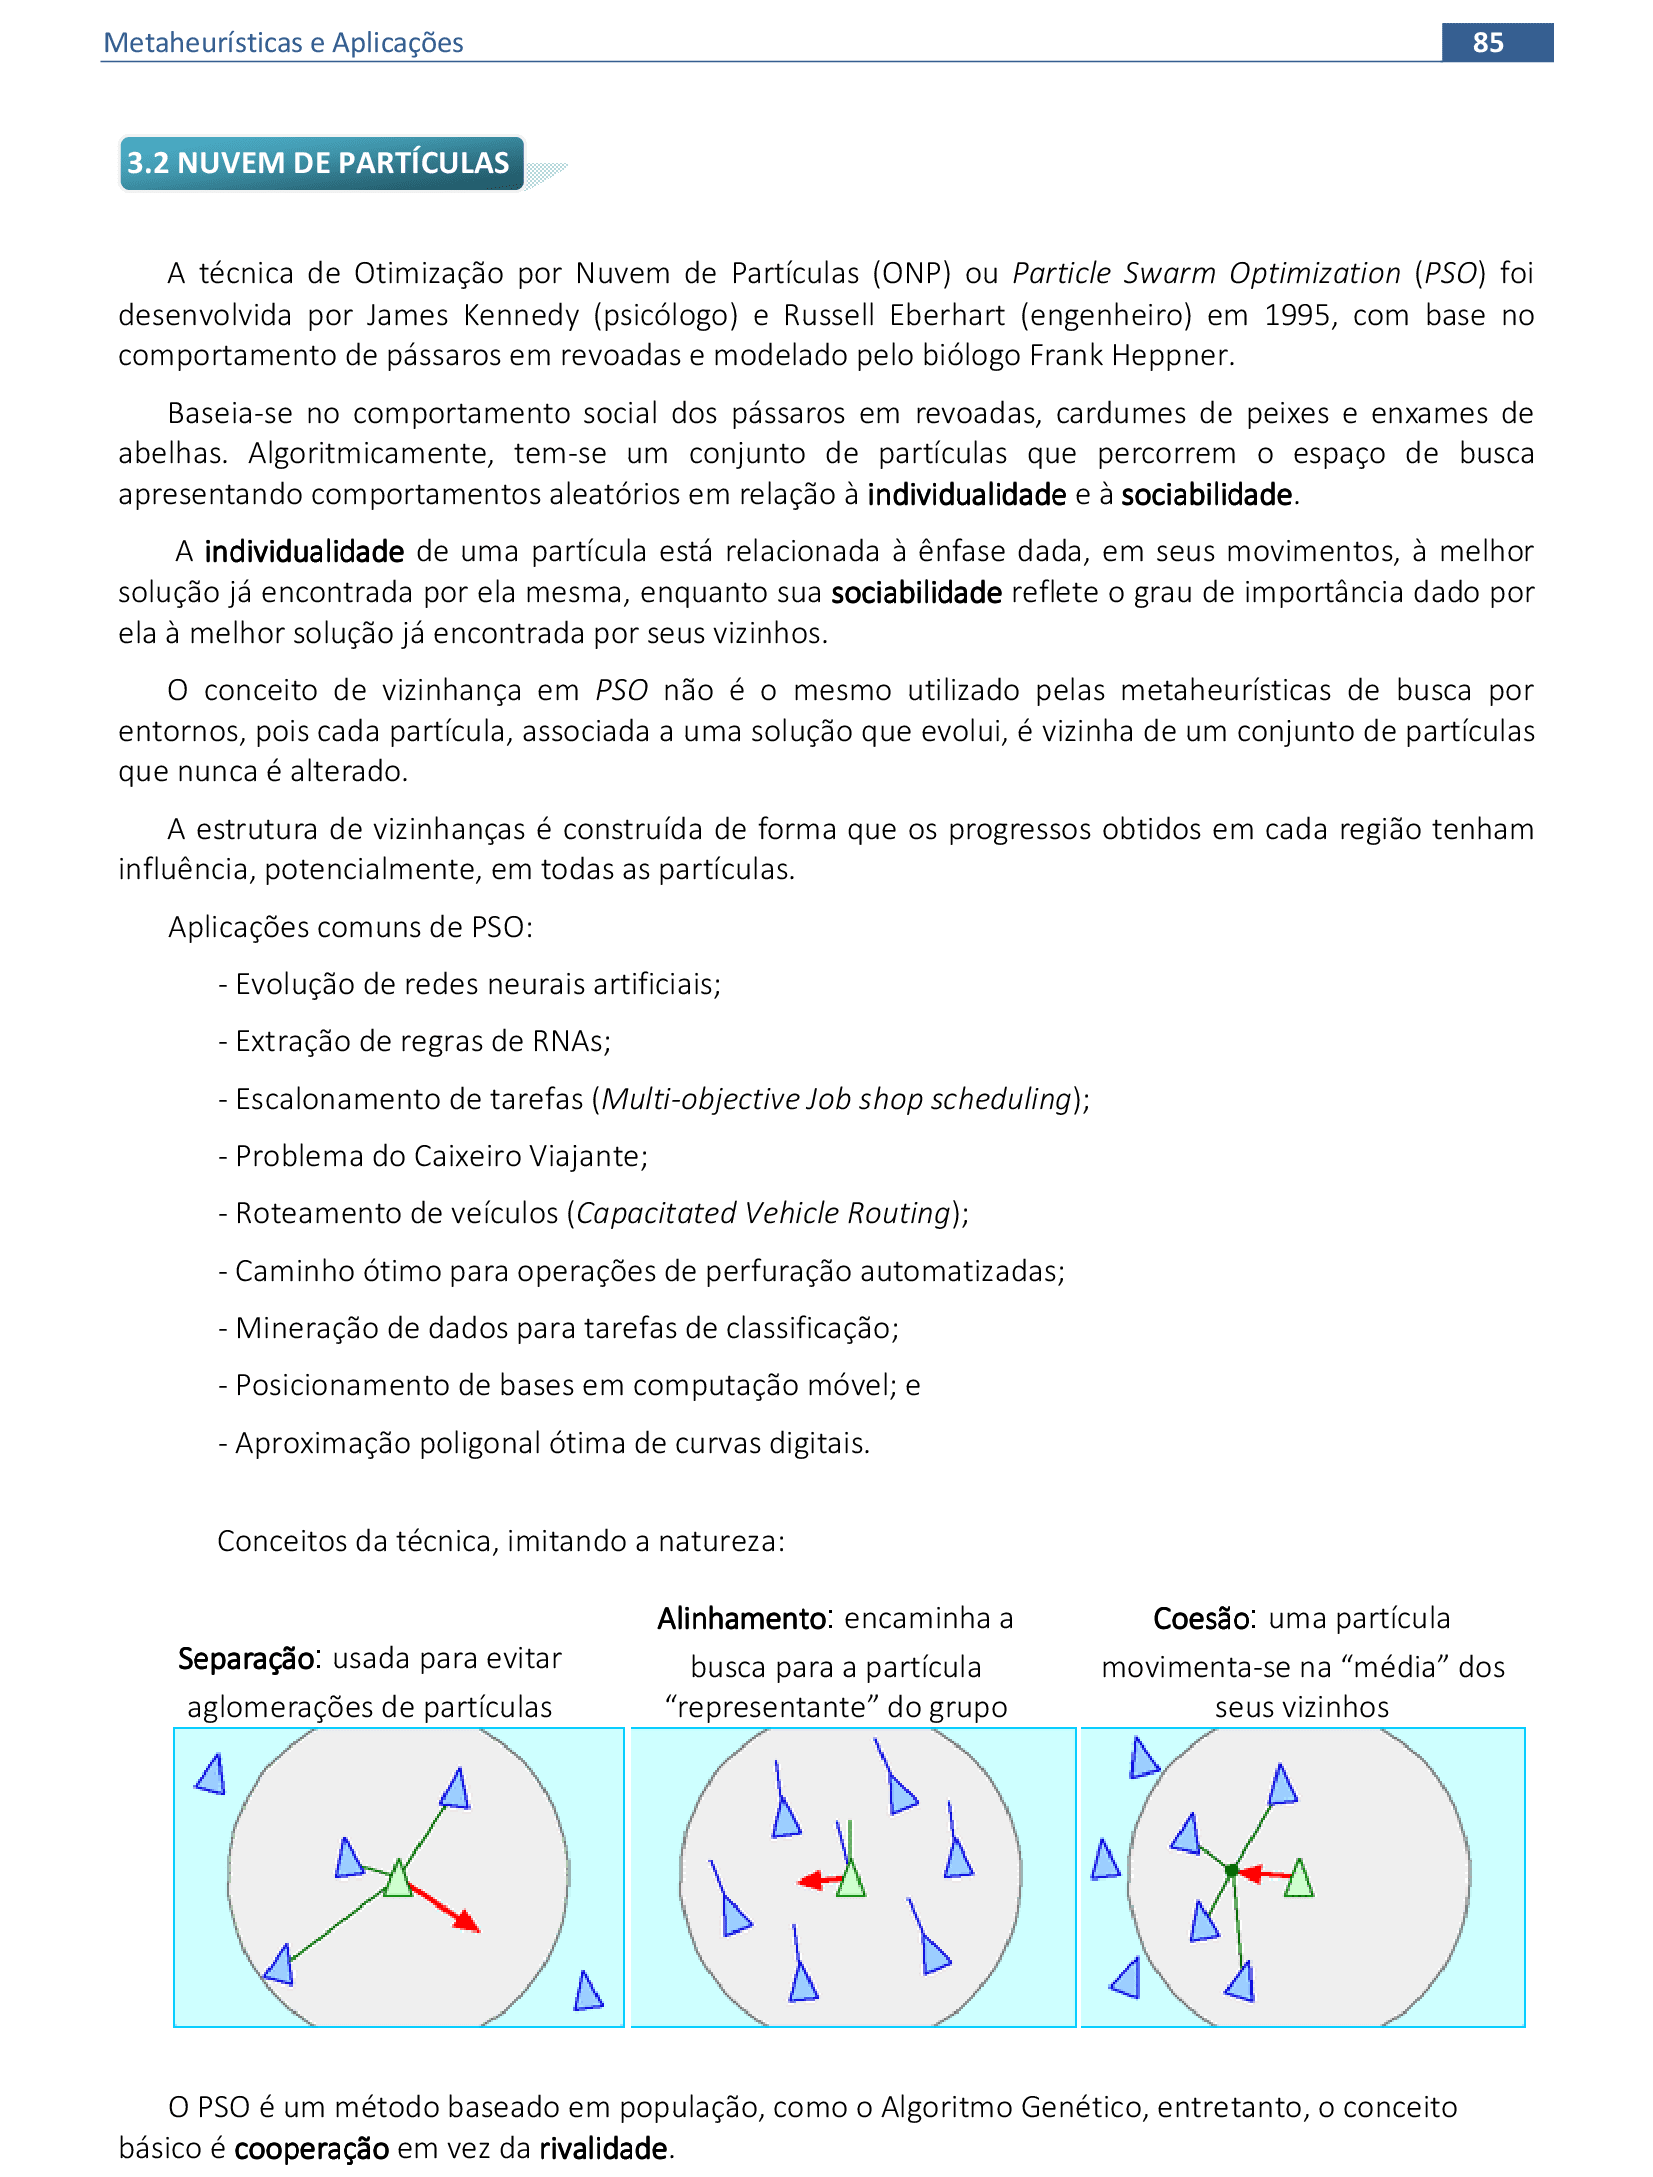 Metaheurísticas e Aplicações 85
3.2 NUVEM DE PARTÍCULAS
A técnica de Otimização por Nuvem de Partículas (ONP) ou Particle Swarm Optimization (PSO) foi
desenvolvida por James Kennedy (psicólogo) e Russell Eberhart (engenheiro) em 1995, com base no
comportamento de pássaros em revoadas e modelado pelo biólogo Frank Heppner.
Baseia-se no comportamento social dos pássaros em revoadas, cardumes de peixes e enxames de
abelhas. Algoritmicamente, tem-se um conjunto de partículas que percorrem o espaço de busca
apresentando comportamentos aleatórios em relação à individualidade e à sociabilidade.
A individualidade de uma partícula está relacionada à ênfase dada, em seus movimentos, à melhor
solução já encontrada por ela mesma, enquanto sua sociabilidade reflete o grau de importância dado por
ela à melhor solução já encontrada por seus vizinhos.
O conceito de vizinhança em PSO não é o mesmo utilizado pelas metaheurísticas de busca por
entornos, pois cada partícula, associada a uma solução que evolui, é vizinha de um conjunto de partículas
que nunca é alterado.
A estrutura de vizinhanças é construída de forma que os progressos obtidos em cada região tenham
influência, potencialmente, em todas as partículas.
Aplicações comuns de PSO:
- Evolução de redes neurais artificiais;
- Extração de regras de RNAs;
- Escalonamento de tarefas (Multi-objective Job shop scheduling);
- Problema do Caixeiro Viajante;
- Roteamento de veículos (Capacitated Vehicle Routing);
- Caminho ótimo para operações de perfuração automatizadas;
- Mineração de dados para tarefas de classificação;
- Posicionamento de bases em computação móvel; e
- Aproximação poligonal ótima de curvas digitais.
Conceitos da técnica, imitando a natureza:
Separação: usada para evitar
aglomerações de partículas
Alinhamento: encaminha a
busca para a partícula
“representante” do grupo
Coesão: uma partícula
movimenta-se na “média” dos
seus vizinhos
O PSO é um método baseado em população, como o Algoritmo Genético, entretanto, o conceito
básico é cooperação em vez da rivalidade.